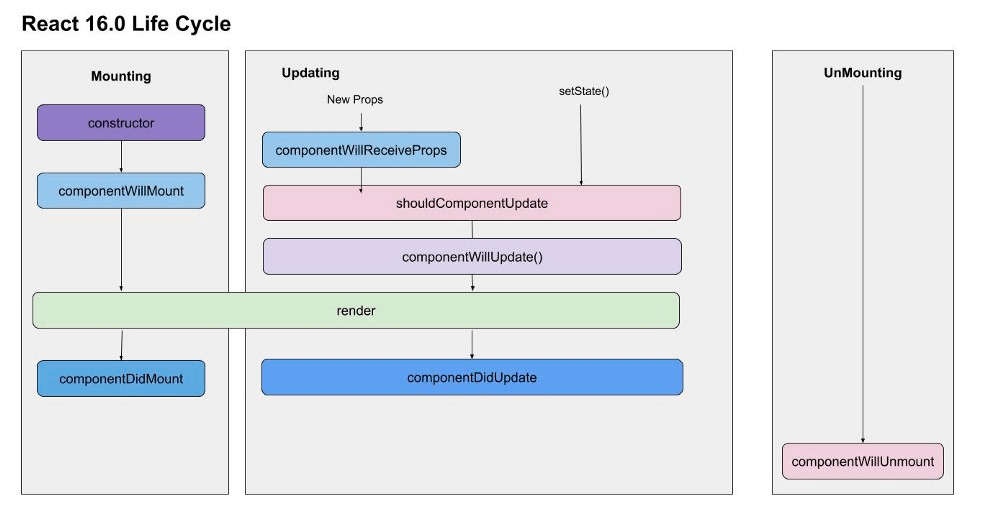 React 16.0 Life Cycle
Mounting
constructor
componentWillMount
Updating
New Props
setState()
componentWillReceiveProps
shouldComponentUpdate
componentWillUpdate()
render
componentDidMount
componentDidUpdate
UnMounting
componentWillUnmount